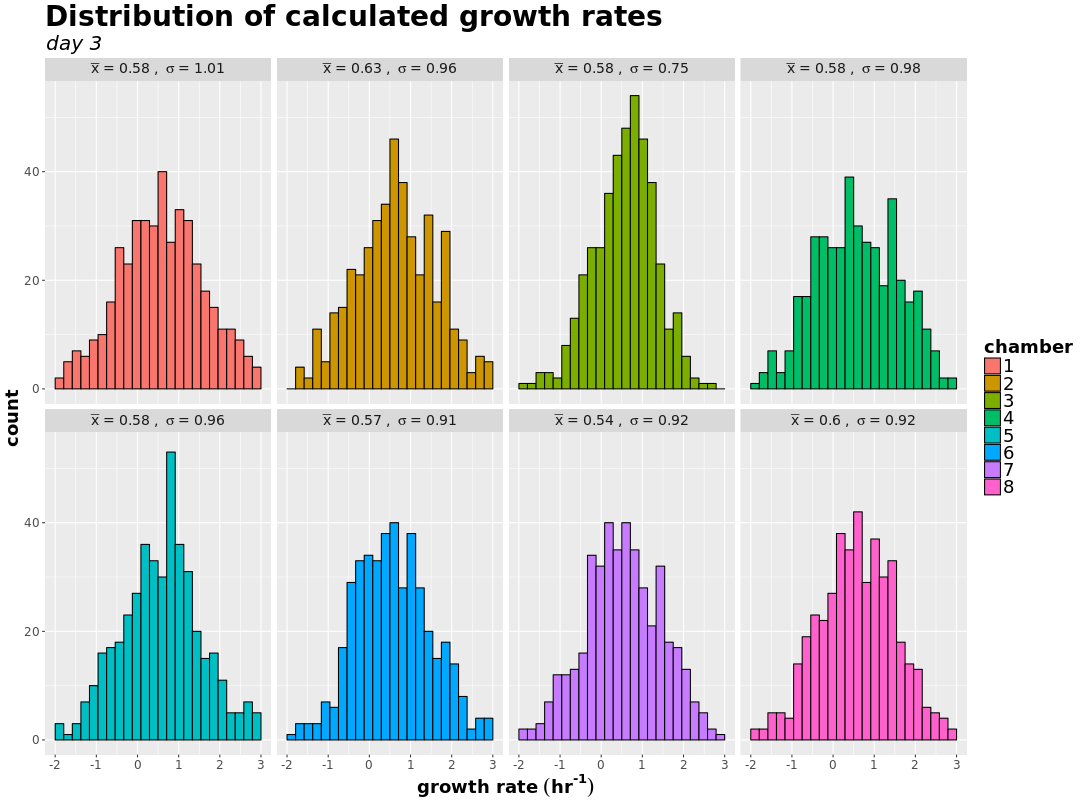 Distribution of calculated growth rates
day 3
x̅ = 0.58 , σ = 1.01
x̅ = 0.63 , σ = 0.96
x̅ = 0.58 , σ = 0.75
x̅ = 0.58 , σ = 0.98
40
20
0
x̅ = 0.58 , σ = 0.96
x̅ = 0.57 , σ = 0.91
x̅ = 0.54 , σ = 0.92
x̅ = 0.6 , σ = 0.92
40
20
0
-2 -1 0 1 2 3
-2 -1 0 1 2 3
-2 -1 0 1 2 3
-2 -1 0 1 2 3
growth rate (hr⁻¹)
count
chamber
1
2
3
4
5
6
7
8